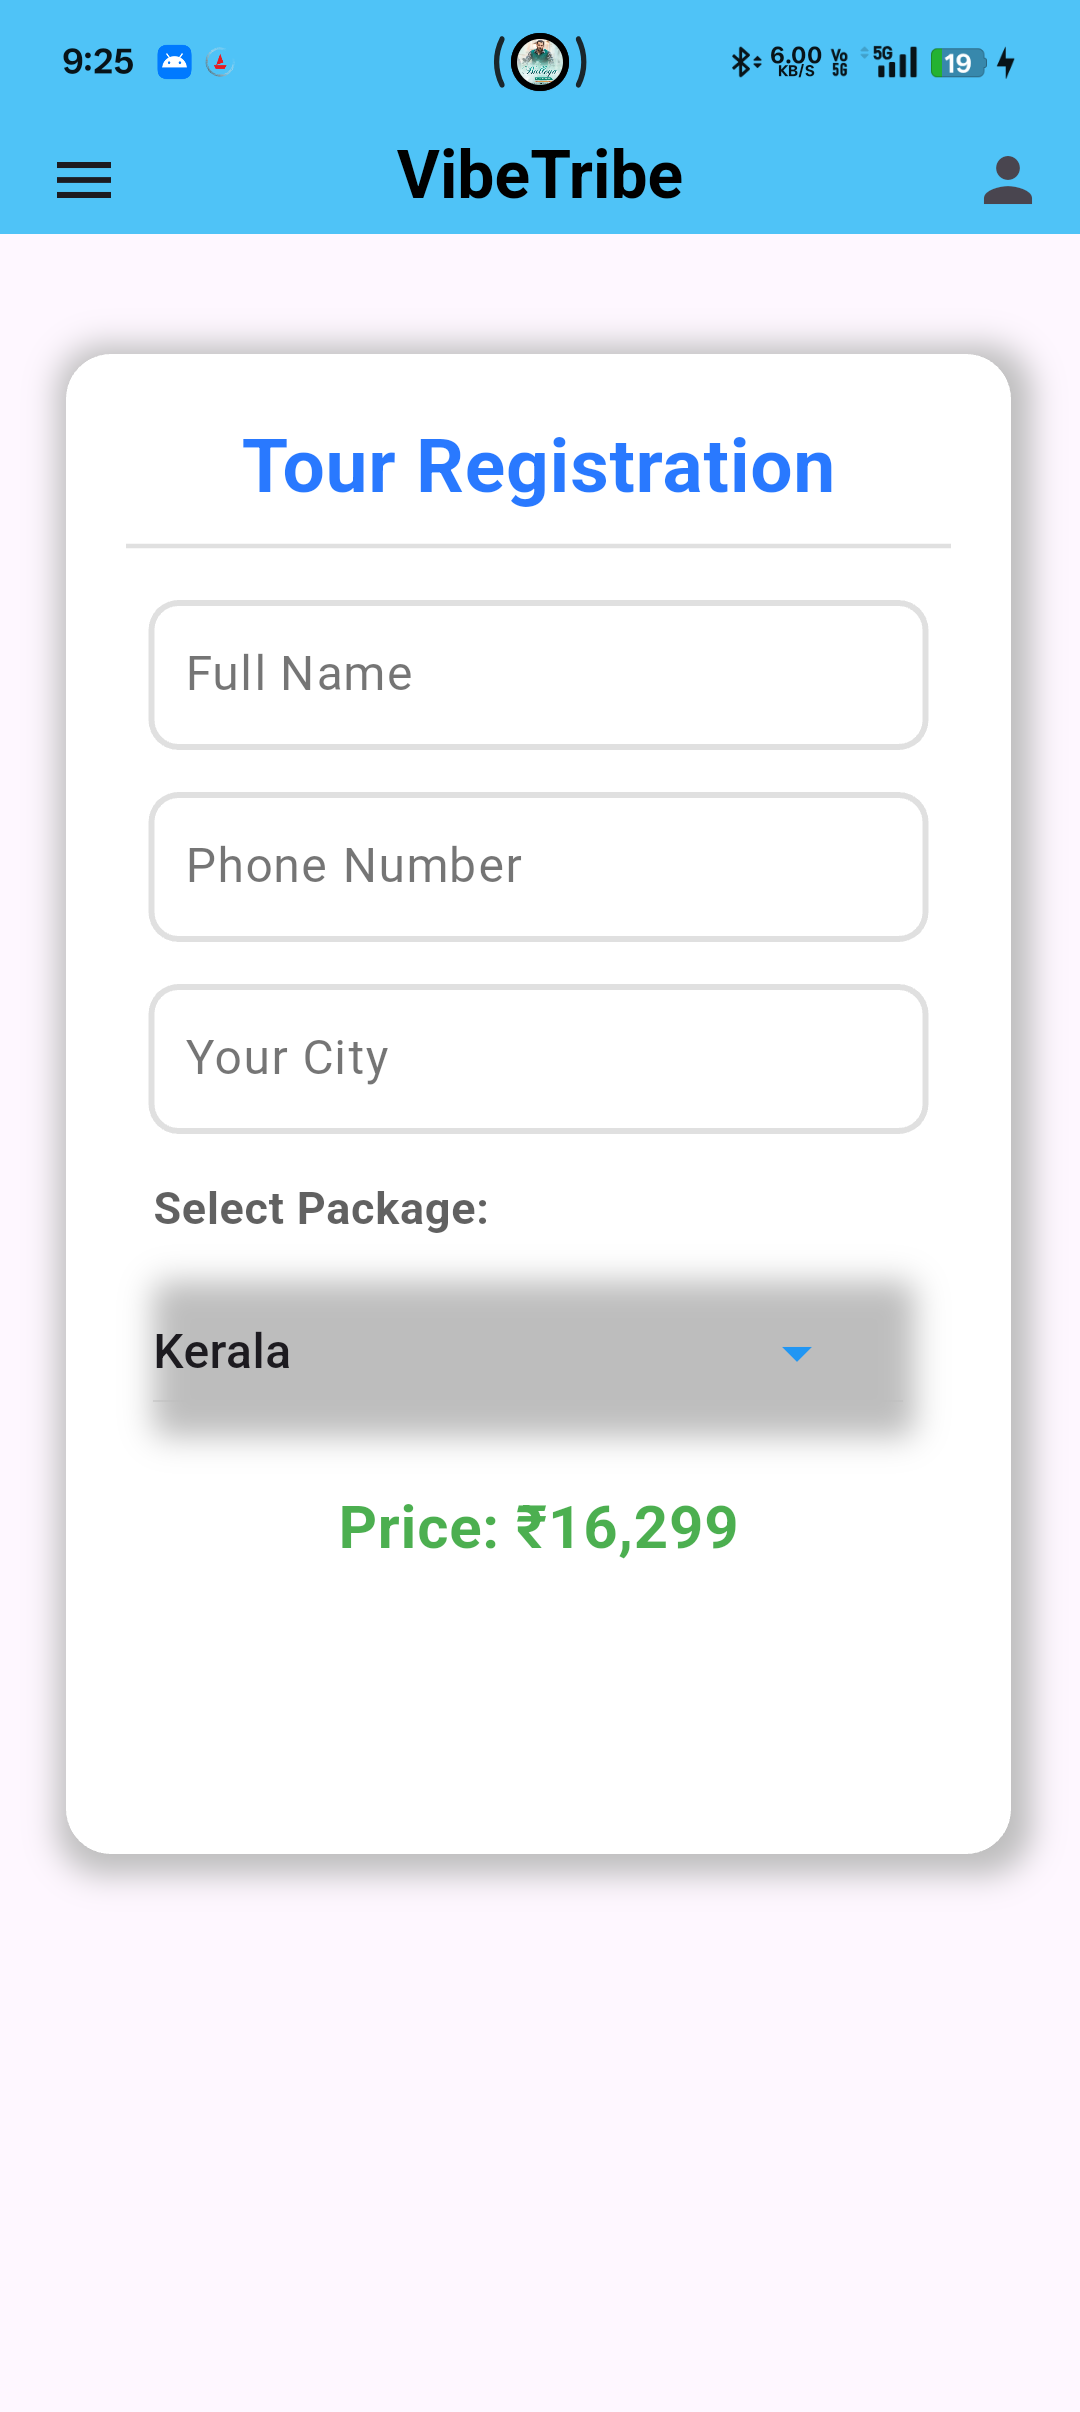 9:25
6.00 KB/S Vo 5G 5G 19
VibeTribe
Tour Registration
Full Name
Phone Number
Your City
Select Package:
Kerala
Price: ₹16,299